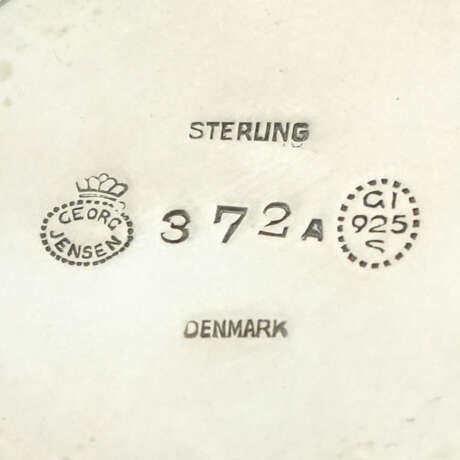 STERLING
GEORG
JENSEN
372A
GI
925
S
DENMARK